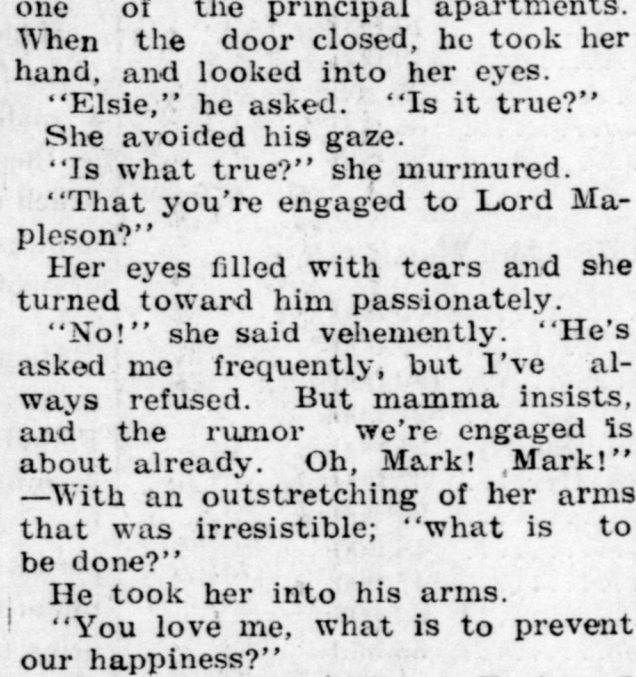 one of the principal apartments.
When the door closed, he took her
hand, and looked into her eyes.
"Elsie," he asked. "Is it true?"
She avoided his gaze.
"Is what true?" she murmured.
"That you're engaged to Lord Ma-
pleson?"
Her eyes filled with tears and she
turned toward him passionately.
"No!" she said vehemently. "He's
asked me frequently, but I've al-
ways refused. But mamma insists,
and the rumor we're engaged is
about already. Oh, Mark! Mark!"
—With an outstretching of her arms
that was irresistible; "what is to
be done?"
He took her into his arms.
"You love me, what is to prevent
our happiness?"